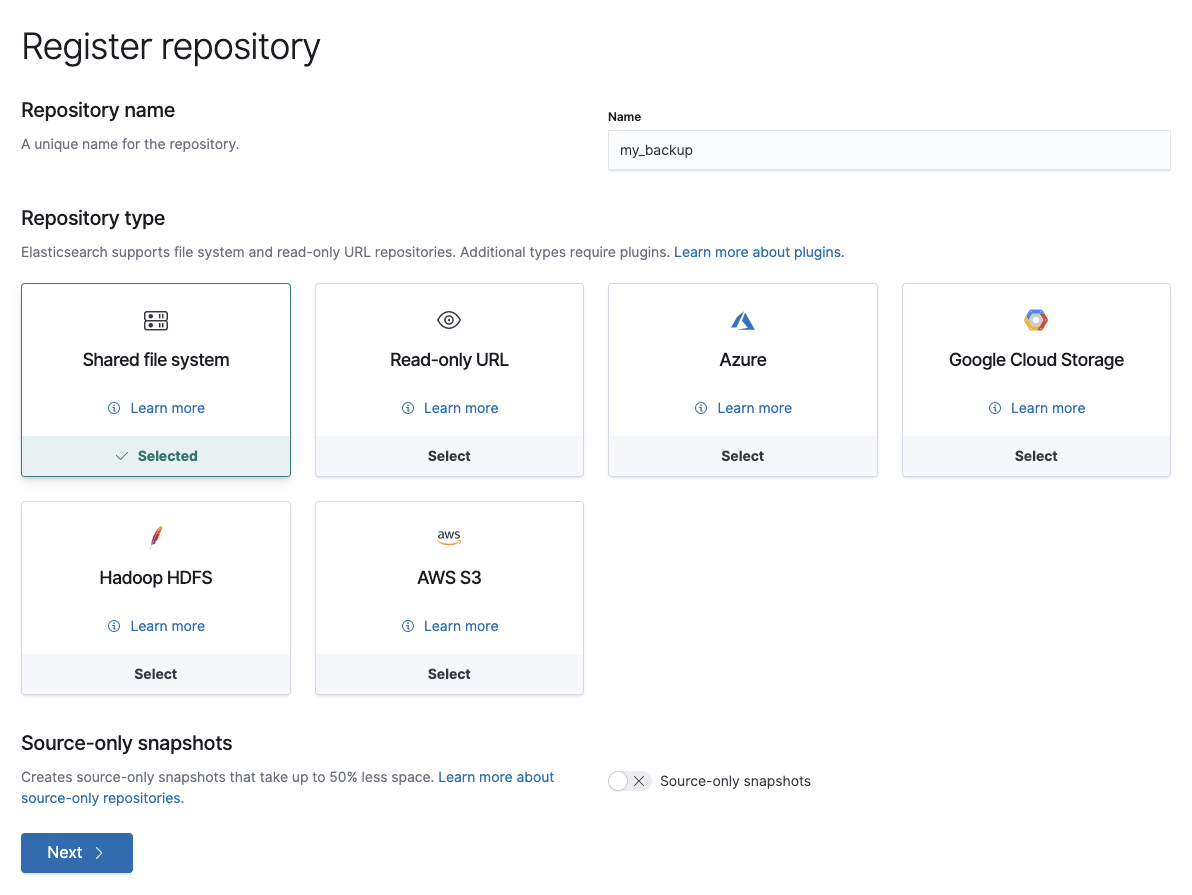 Register repository
Repository name
A unique name for the repository.
Name
my_backup
Repository type
Elasticsearch supports file system and read-only URL repositories. Additional types require plugins. Learn more about plugins.
Shared file system
Learn more
Selected
Read-only URL
Learn more
Select
Azure
Learn more
Select
Google Cloud Storage
Learn more
Select
Hadoop HDFS
Learn more
Select
aws
AWS S3
Learn more
Select
Source-only snapshots
Creates source-only snapshots that take up to 50% less space. Learn more about
source-only repositories.
Source-only snapshots
Next